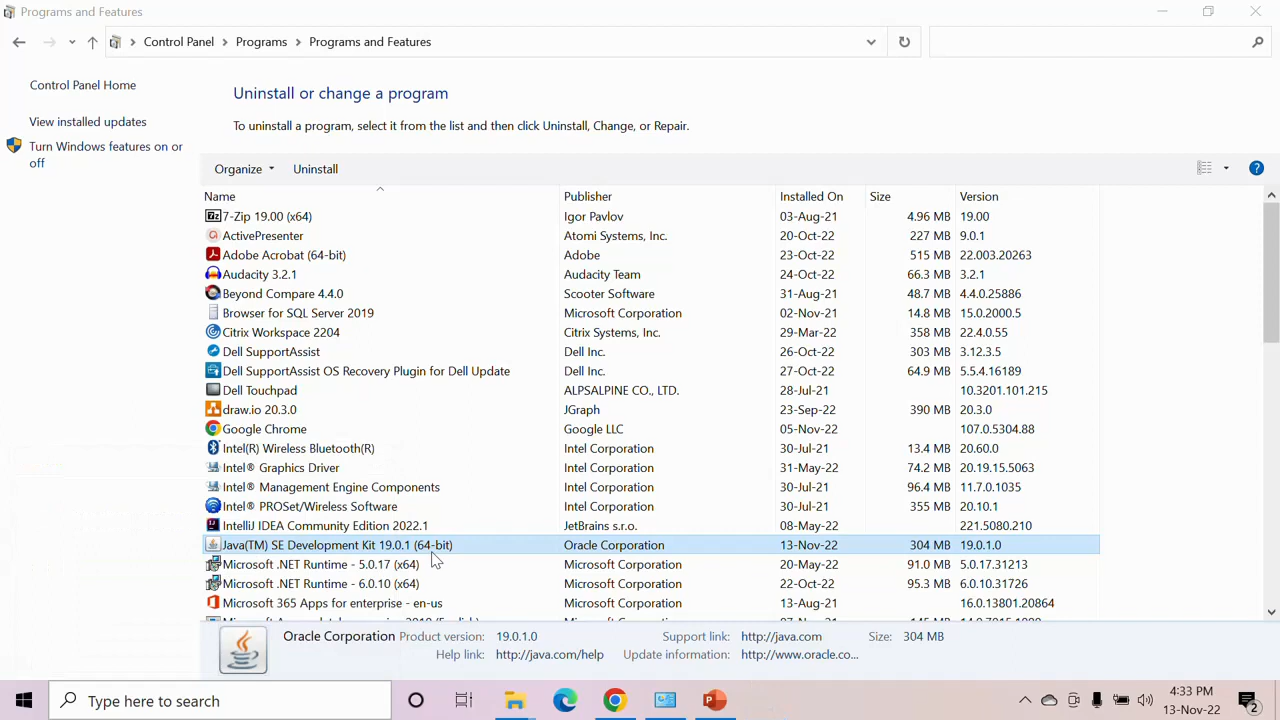 Programs and Features
Control Panel > Programs > Programs and Features
Control Panel Home
View installed updates
Turn Windows features on or
off
Uninstall or change a program
To uninstall a program, select it from the list and then click Uninstall, Change, or Repair.
Organize Uninstall
Name Publisher Installed On Size Version
7-Zip 19.00 (x64) Igor Pavlov 03-Aug-21 4.96 MB 19.00
ActivePresenter Atomi Systems, Inc. 20-Oct-22 227 MB 9.0.1
Adobe Acrobat (64-bit) Adobe 23-Oct-22 515 MB 22.003.20263
Audacity 3.2.1 Audacity Team 24-Oct-22 66.3 MB 3.2.1
Beyond Compare 4.4.0 Scooter Software 31-Aug-21 48.7 MB 4.4.0.25886
Browser for SQL Server 2019 Microsoft Corporation 02-Nov-21 14.8 MB 15.0.2000.5
Citrix Workspace 2204 Citrix Systems, Inc. 29-Mar-22 358 MB 22.4.0.55
Dell SupportAssist Dell Inc. 26-Oct-22 303 MB 3.12.3.5
Dell SupportAssist OS Recovery Plugin for Dell Update Dell Inc. 27-Oct-22 64.9 MB 5.5.4.16189
Dell Touchpad ALPSALPINE CO., LTD. 28-Jul-21 10.3201.101.215
draw.io 20.3.0 JGraph 23-Sep-22 390 MB 20.3.0
Google Chrome Google LLC 05-Nov-22 107.0.5304.88
Intel(R) Wireless Bluetooth(R) Intel Corporation 30-Jul-21 13.4 MB 20.60.0
Intel® Graphics Driver Intel Corporation 31-May-22 74.2 MB 20.19.15.5063
Intel® Management Engine Components Intel Corporation 30-Jul-21 96.4 MB 11.7.0.1035
Intel® PROSet/Wireless Software Intel Corporation 30-Jul-21 365 MB 20.10.1
IntelliJ IDEA Community Edition 2022.1 JetBrains s.r.o. 08-May-22 221.5080.210
Java(TM) SE Development Kit 19.0.1 (64-bit) Oracle Corporation 13-Nov-22 304 MB 19.0.1.0
Microsoft .NET Runtime - 5.0.17 (x64) Microsoft Corporation 20-May-22 91.0 MB 5.0.17.31213
Microsoft .NET Runtime - 6.0.10 (x64) Microsoft Corporation 22-Oct-22 95.3 MB 6.0.10.31726
Microsoft 365 Apps for enterprise - en-us Microsoft Corporation 13-Aug-21 16.0.13801.20864
Oracle Corporation Product version: 19.0.1.0 Support link: http://java.com Size: 304 MB
Help link: http://java.com/help Update information: http://www.oracle.co...
Type here to search
4:33 PM
13-Nov-22
2